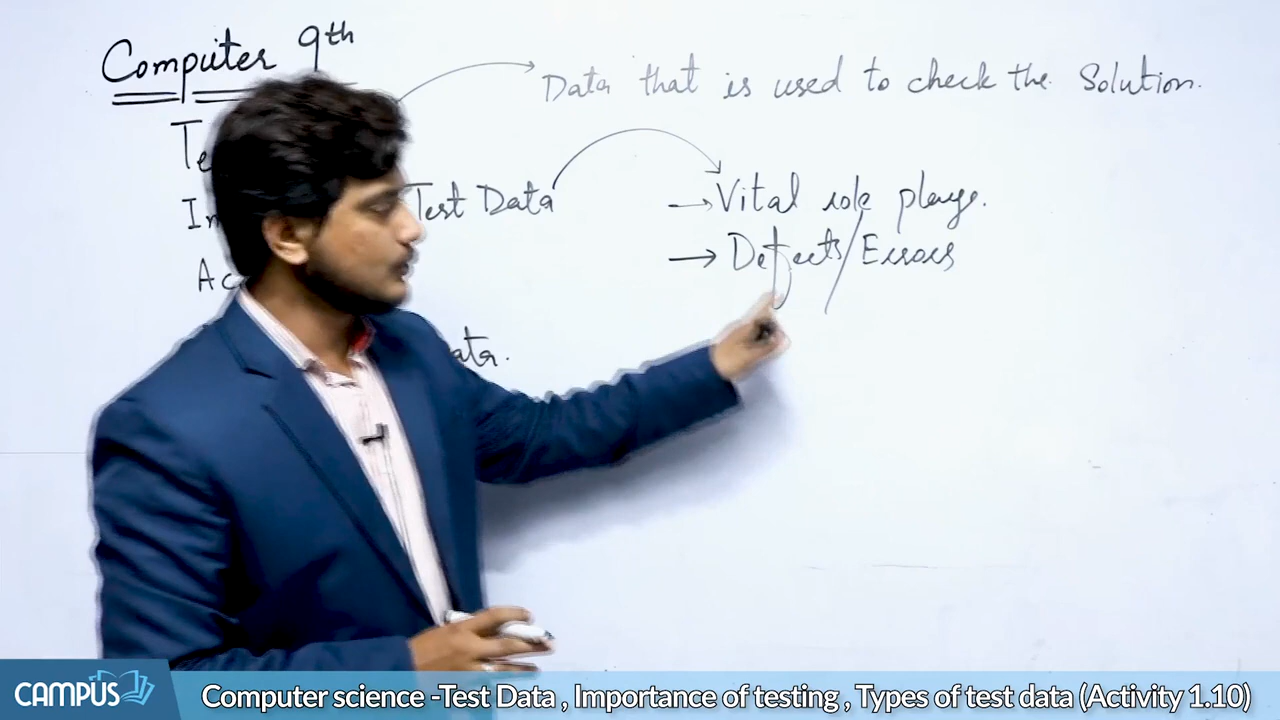 Computer 9th
Data that is used to check the Solution.
Te
Test Data
→ Vital role plays.
In
→ Defects/Errors
Ac
ata.
CAMPUS
Computer science -Test Data , Importance of testing , Types of test data (Activity 1.10)